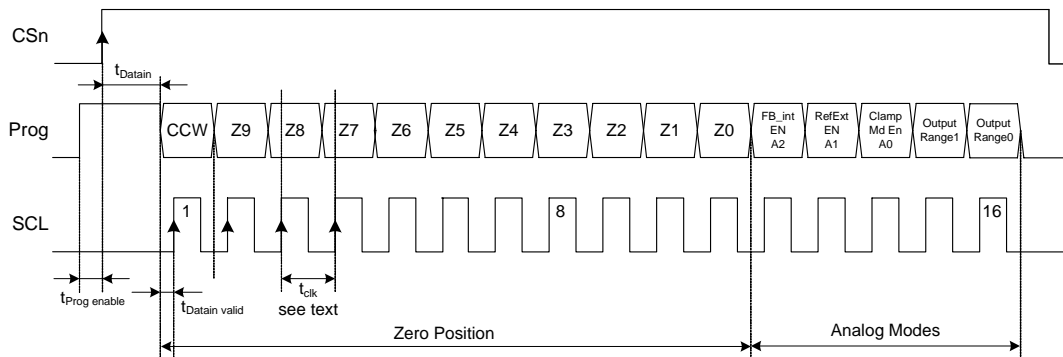 CSn
tDatain
Prog
CCW
Z9
Z8
Z7
Z6
Z5
Z4
Z3
Z2
Z1
Z0
FB_int
EN
A2
RefExt
EN
A1
Clamp
Md En
A0
Output
Range1
Output
Range0
SCL
1
8
16
tProg enable
tDatain valid
tclk
see text
Zero Position
Analog Modes